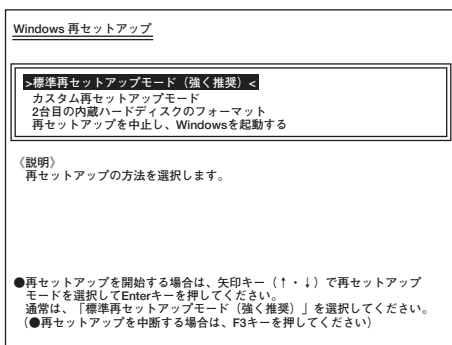 Windows 再セットアップ
>標準再セットアップモード（強く推奨）<
カスタム再セットアップモード
2台目の内蔵ハードディスクのフォーマット
再セットアップを中止し、Windowsを起動する
《説明》
再セットアップの方法を選択します。
●再セットアップを開始する場合は、矢印キー（↑・↓）で再セットアップ
モードを選択してEnterキーを押してください。
通常は、「標準再セットアップモード（強く推奨）」を選択してください。
（●再セットアップを中断する場合は、F3キーを押してください）